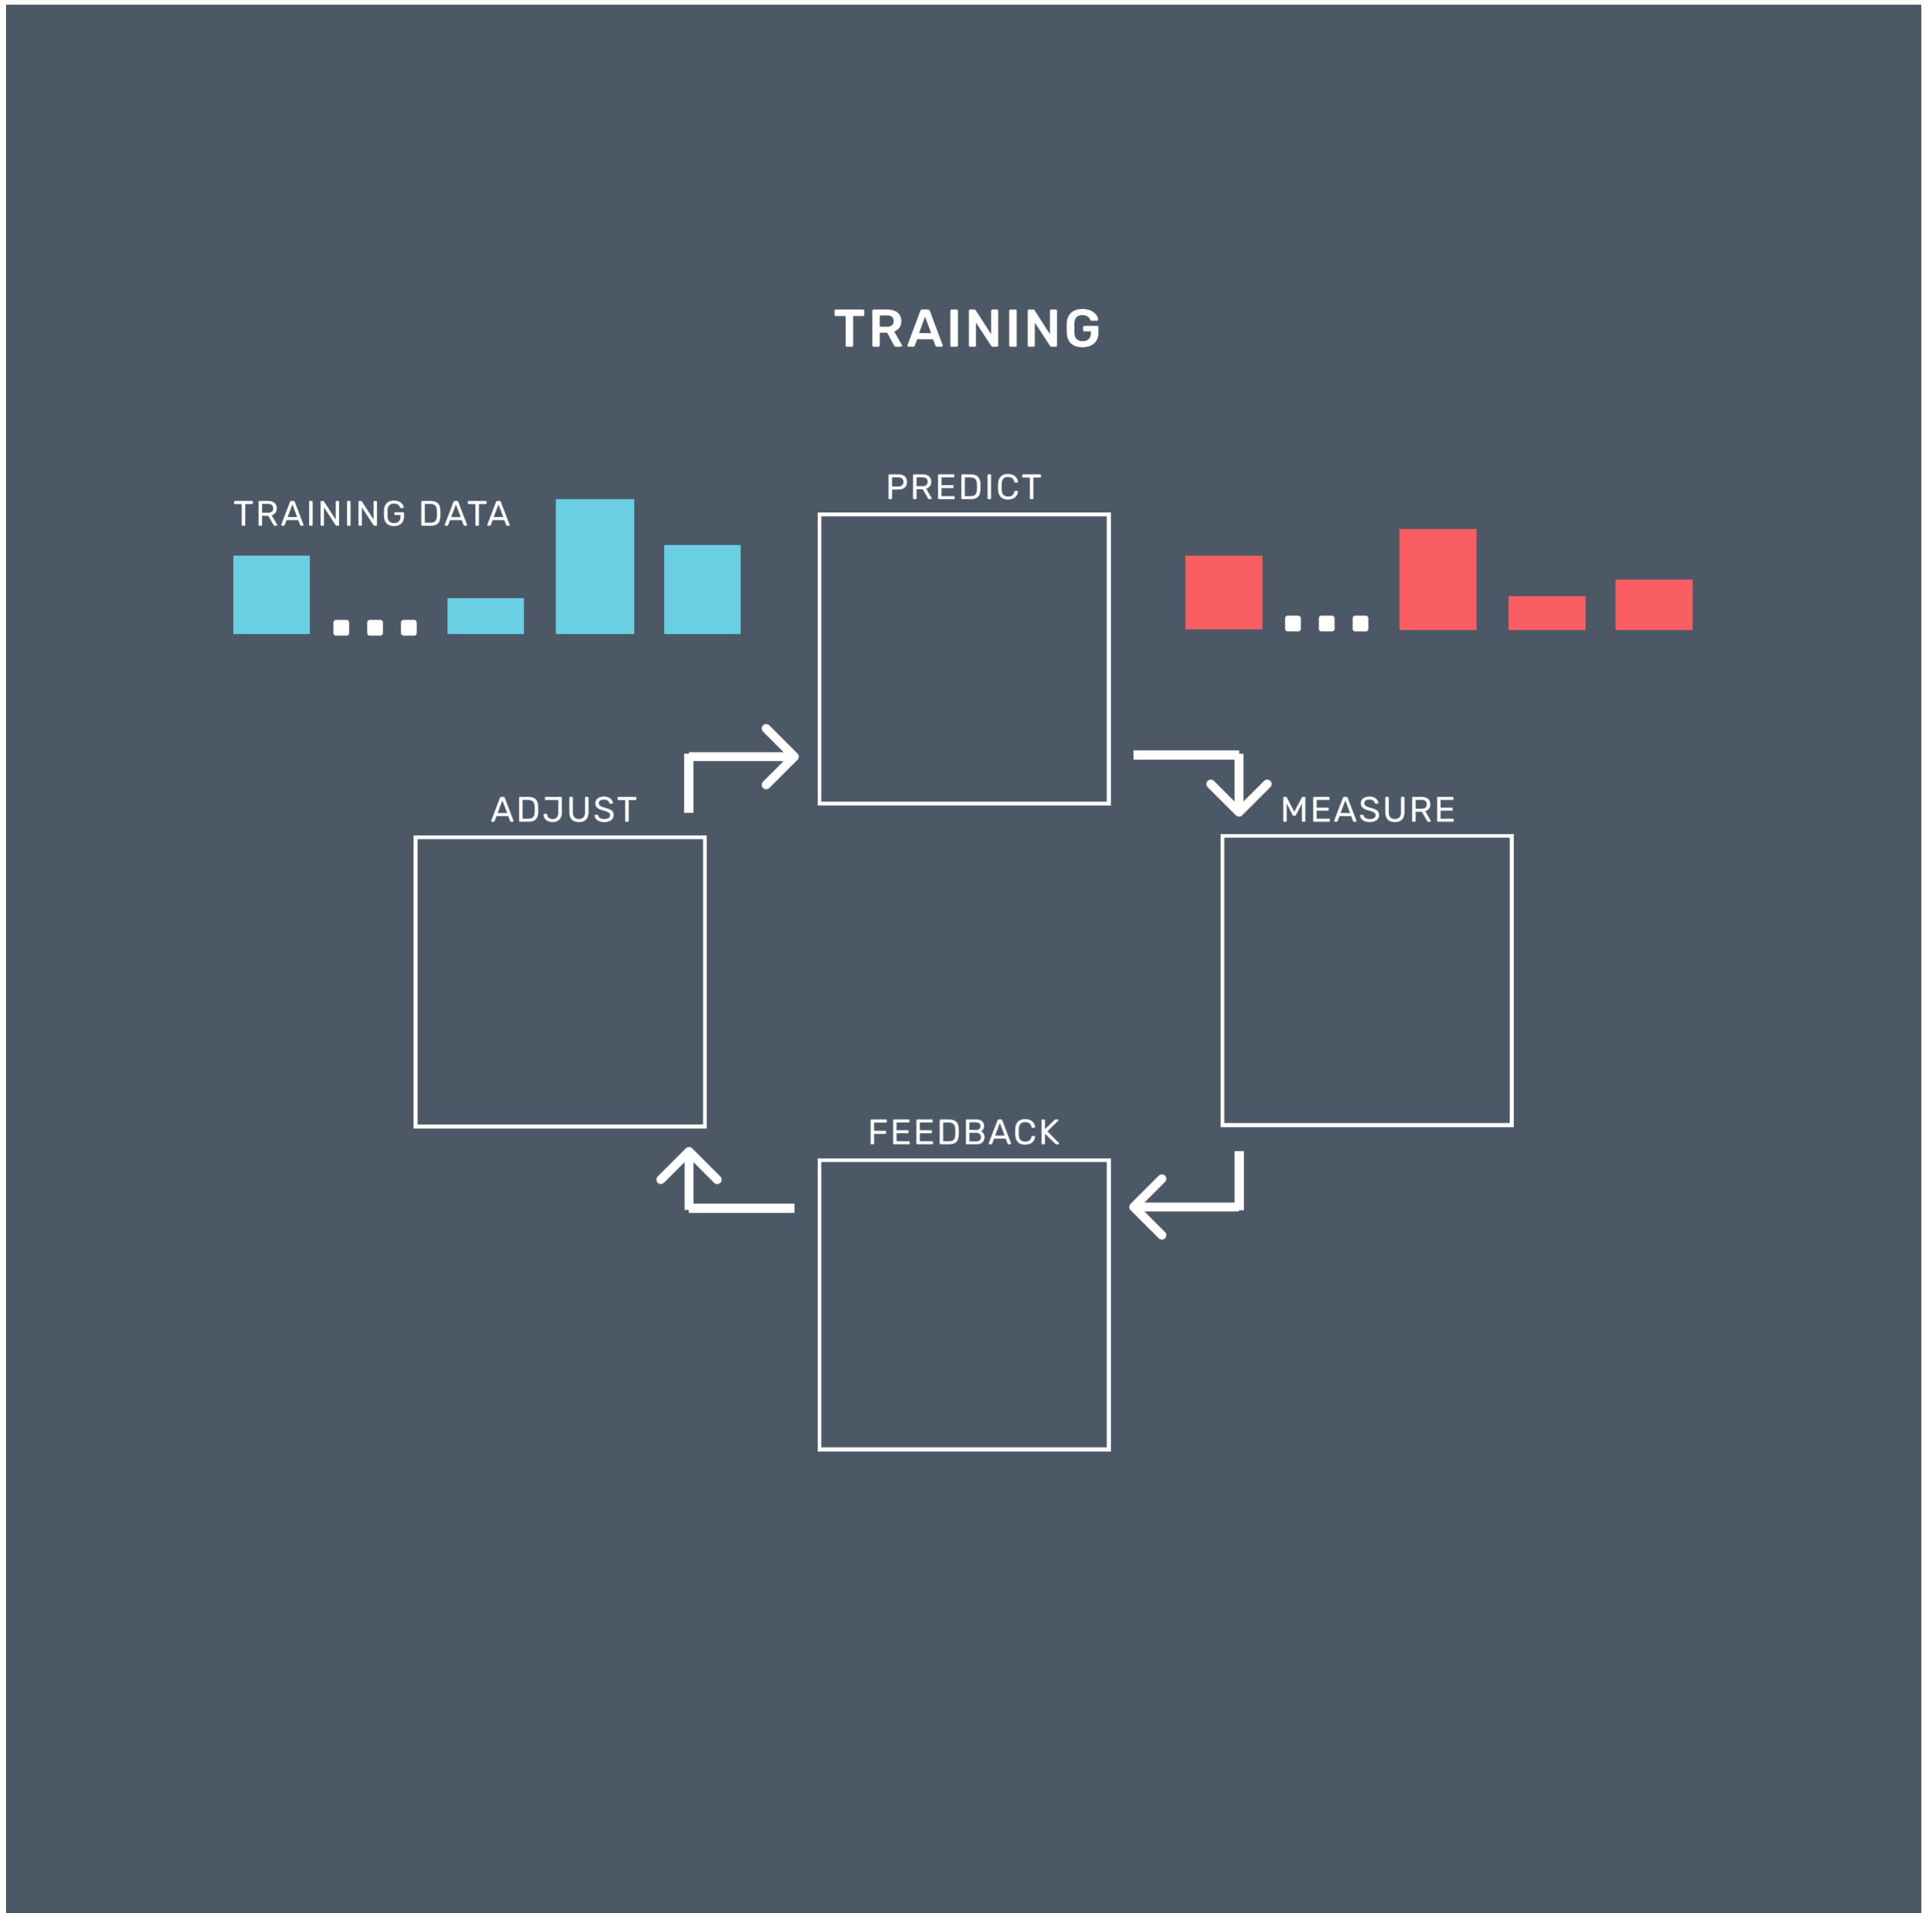 TRAINING
PREDICT
TRAINING DATA
ADJUST
MEASURE
FEEDBACK